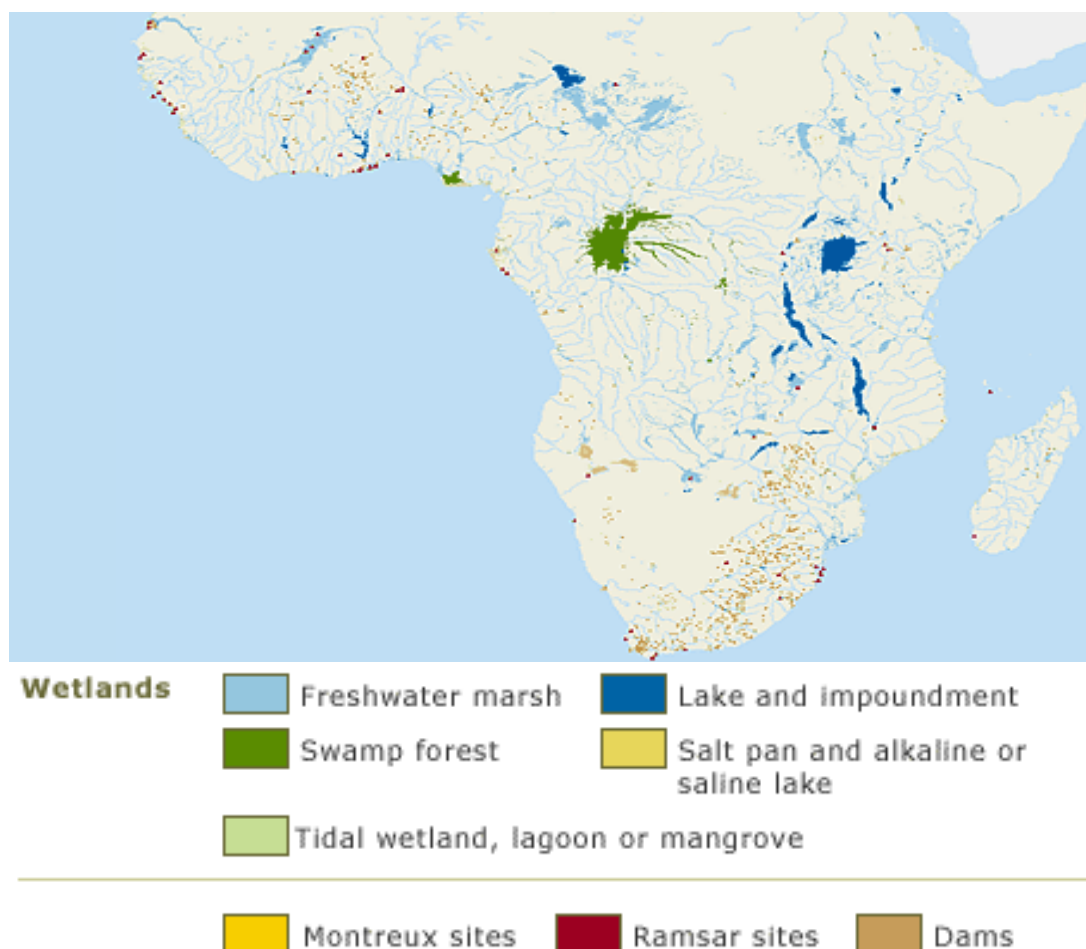 Wetlands
Freshwater marsh
Lake and impoundment
Swamp forest
Salt pan and alkaline or
saline lake
Tidal wetland, lagoon or mangrove
Montreux sites
Ramsar sites
Dams